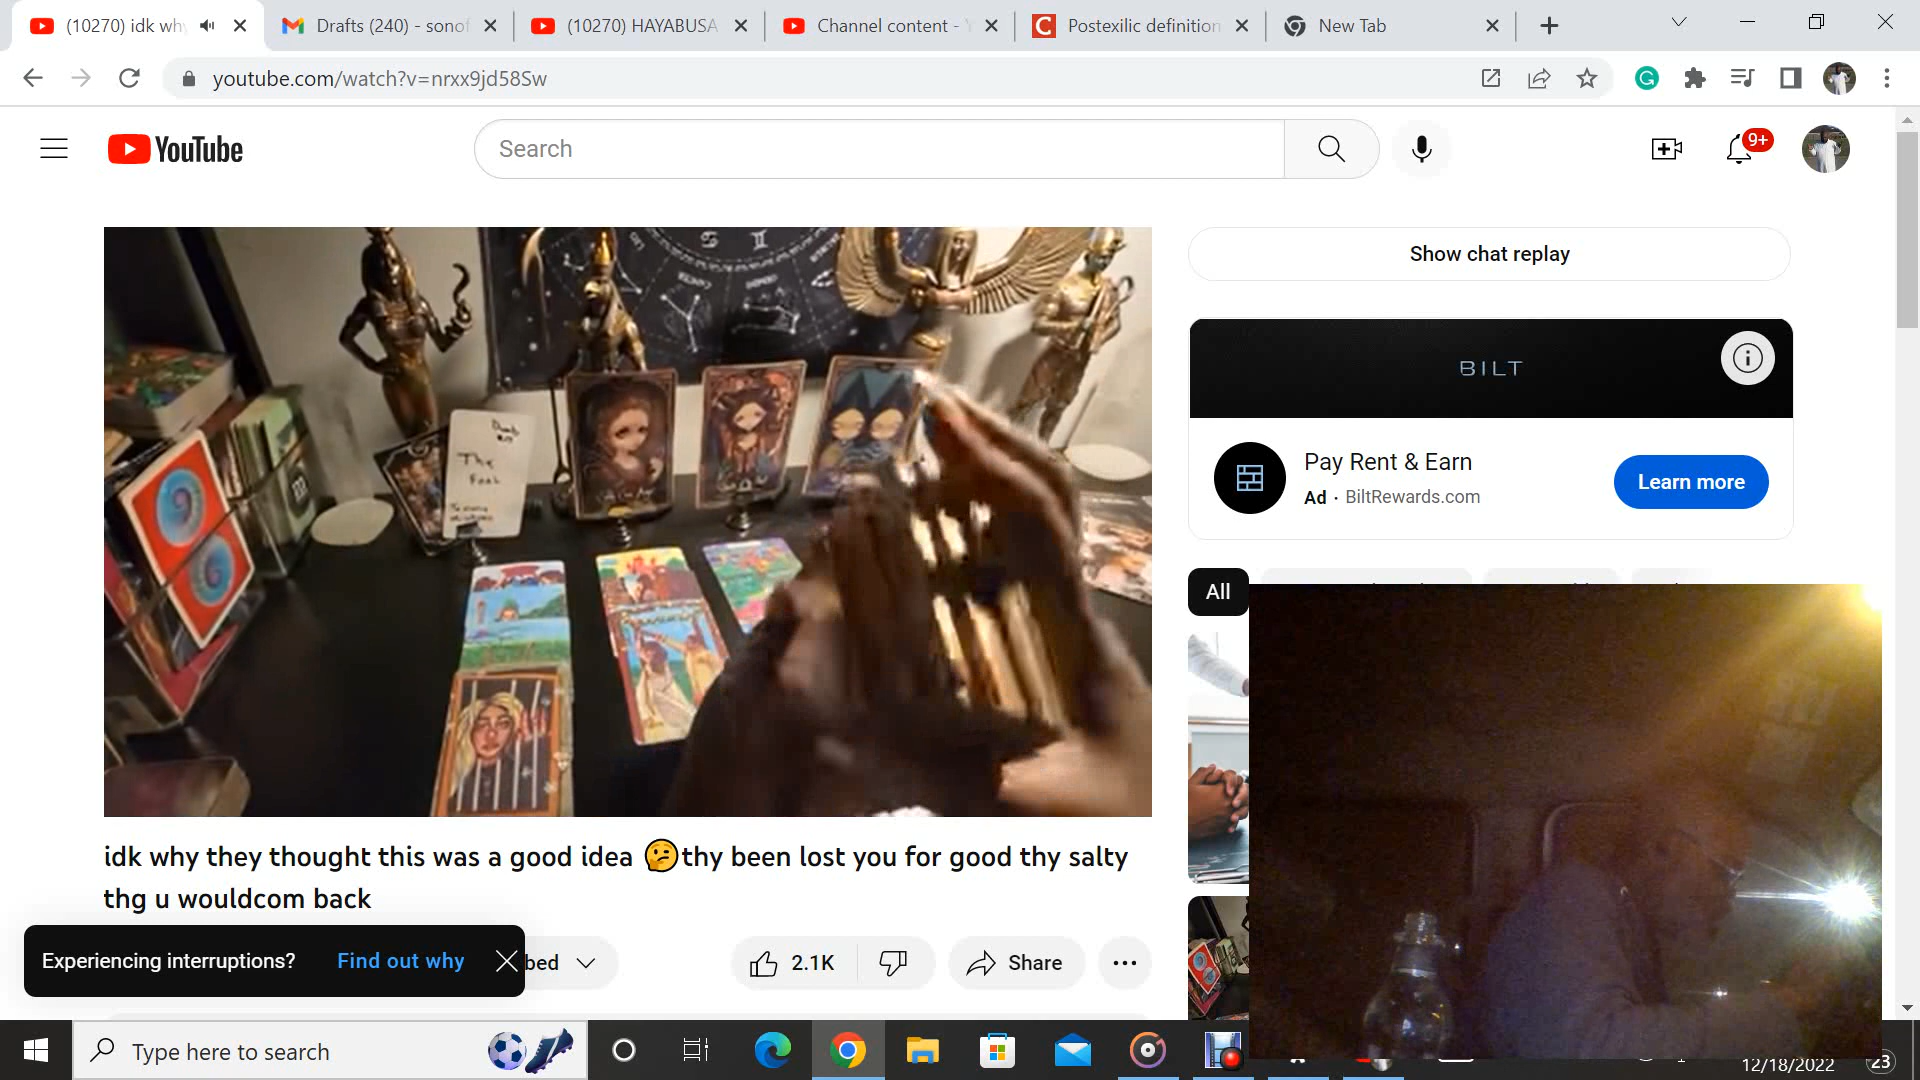 (10270) idk why
Drafts (240) - sonof
(10270) HAYABUSA
Channel content - Y
Postexilic definition
New Tab
youtube.com/watch?v=nrxx9jd58Sw
YouTube
Search
9+
Show chat replay
The
Fool
BILT
Pay Rent & Earn
Ad · BiltRewards.com
Learn more
All
idk why they thought this was a good idea 🤔thy been lost you for good thy salty
thg u wouldcom back
Experiencing interruptions? Find out why
bed
2.1K
Share
Type here to search
12/18/2022
23